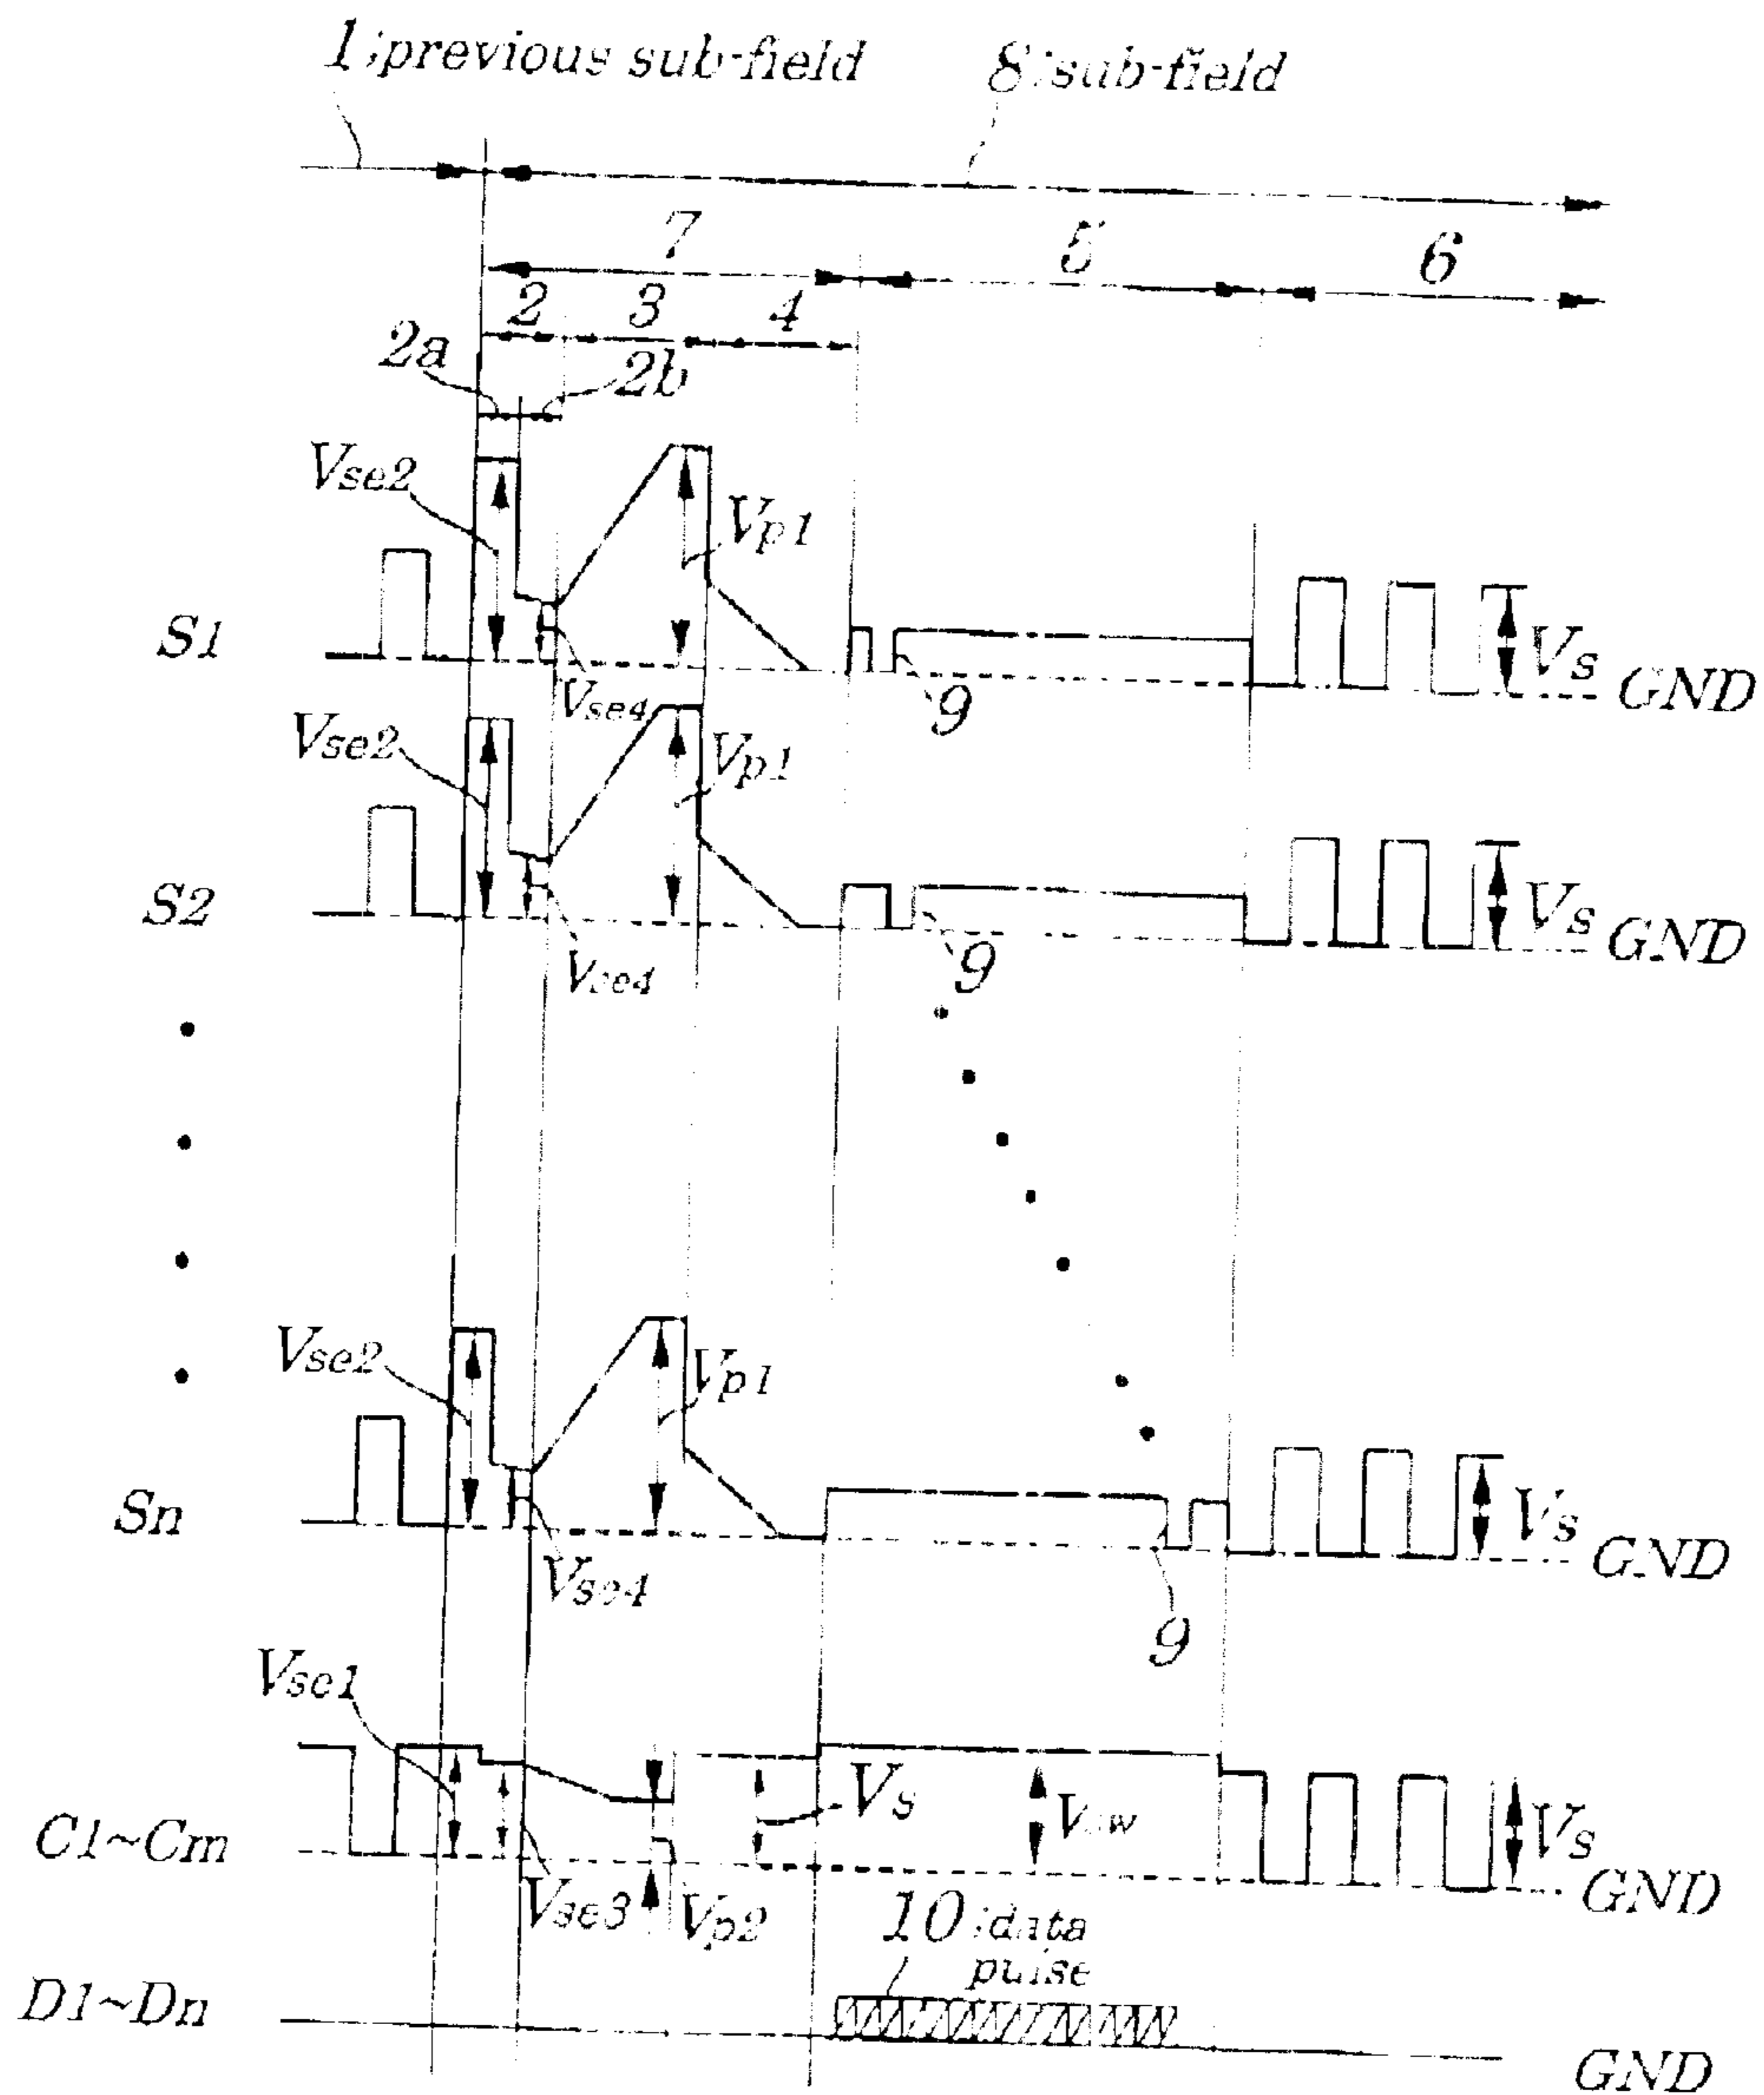 1 ; previous sub-field
8 ; sub-field
7
5
6
2
3
4
2a
2b
Vse2
Vp1
S1
Vse4
9
Vs
GND
Vse2
Vp1
S2
Vse4
9
Vs
GND
Vse2
Vp1
Sn
Vse4
9
Vs
GND
Vse1
C1~Cm
Vse3
Vp2
Vs
Vs
GND
10 ; data
pulse
D1~Dn
GND